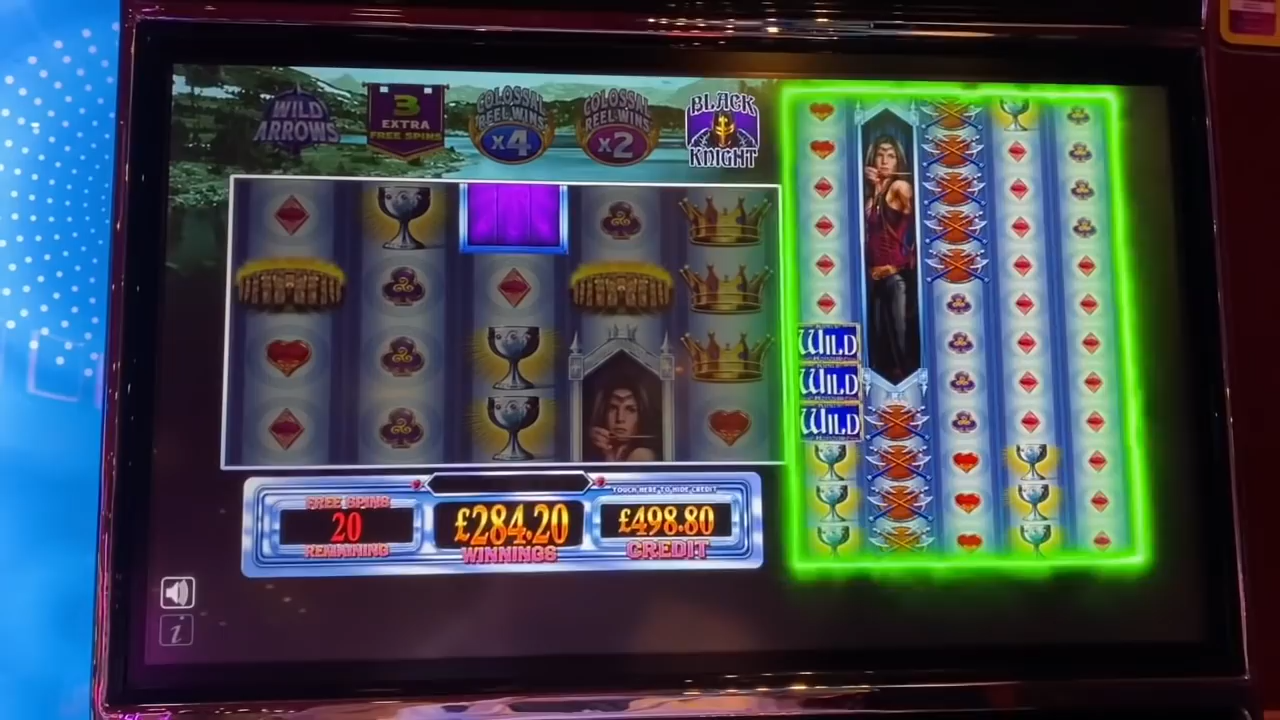 WILD
ARROWS
3
EXTRA
FREE SPINS
COLOSSAL
REEL WINS
x4
COLOSSAL
REEL WINS
x2
BLACK
KNIGHT
WILD
WILD
WILD
TOUCH HERE TO HIDE CREDIT
FREE SPINS
20
REMAINING
£284.20
WINNINGS
£498.80
CREDIT
i